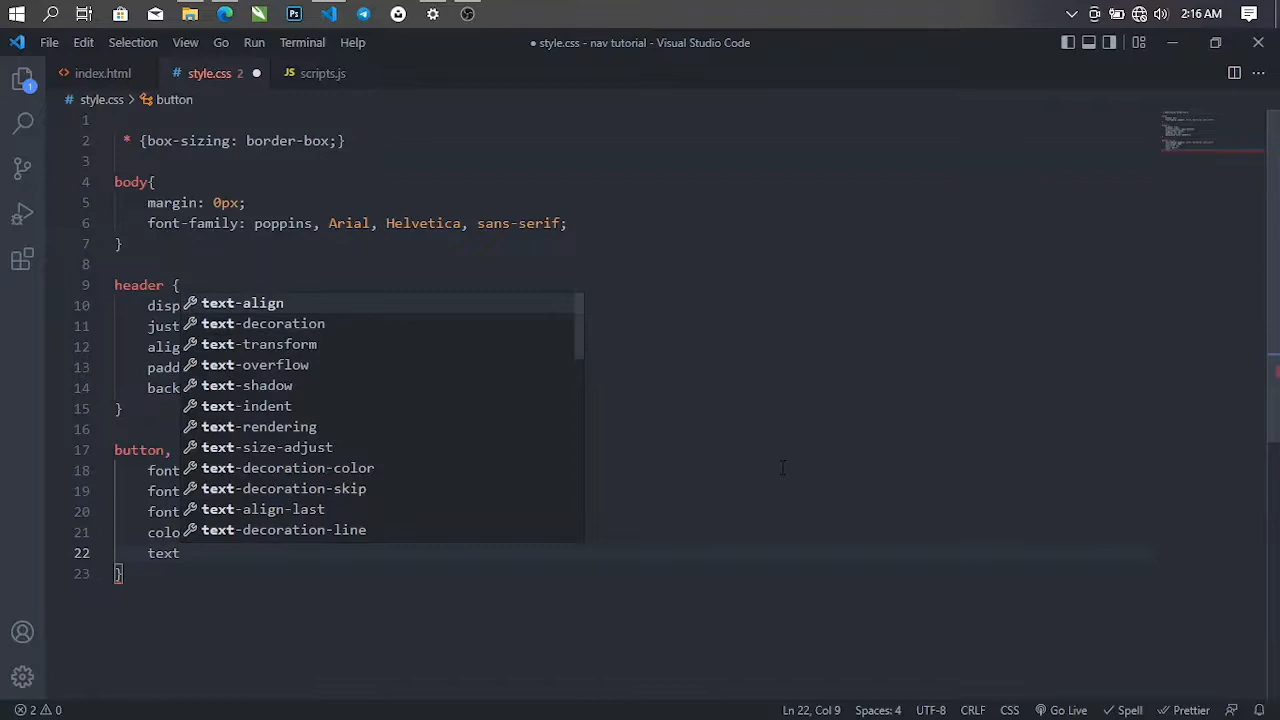 2:16 AM
File Edit Selection View Go Run Terminal Help
● style.css - nav tutorial - Visual Studio Code
index.html
# style.css 2 ●
JS scripts.js
# style.css > button
1
2 * {box-sizing: border-box;}
3
4 body{
5 margin: 0px;
6 font-family: poppins, Arial, Helvetica, sans-serif;
7 }
8
9 header {
10 disp
11 just
12 alig
13 padd
14 back
15 }
16
17 button,
18 font
19 font
20 font
21 colo
22 text
23 }
text-align
text-decoration
text-transform
text-overflow
text-shadow
text-indent
text-rendering
text-size-adjust
text-decoration-color
text-decoration-skip
text-align-last
text-decoration-line
1
2 0
Ln 22, Col 9 Spaces: 4 UTF-8 CRLF CSS Go Live Spell Prettier